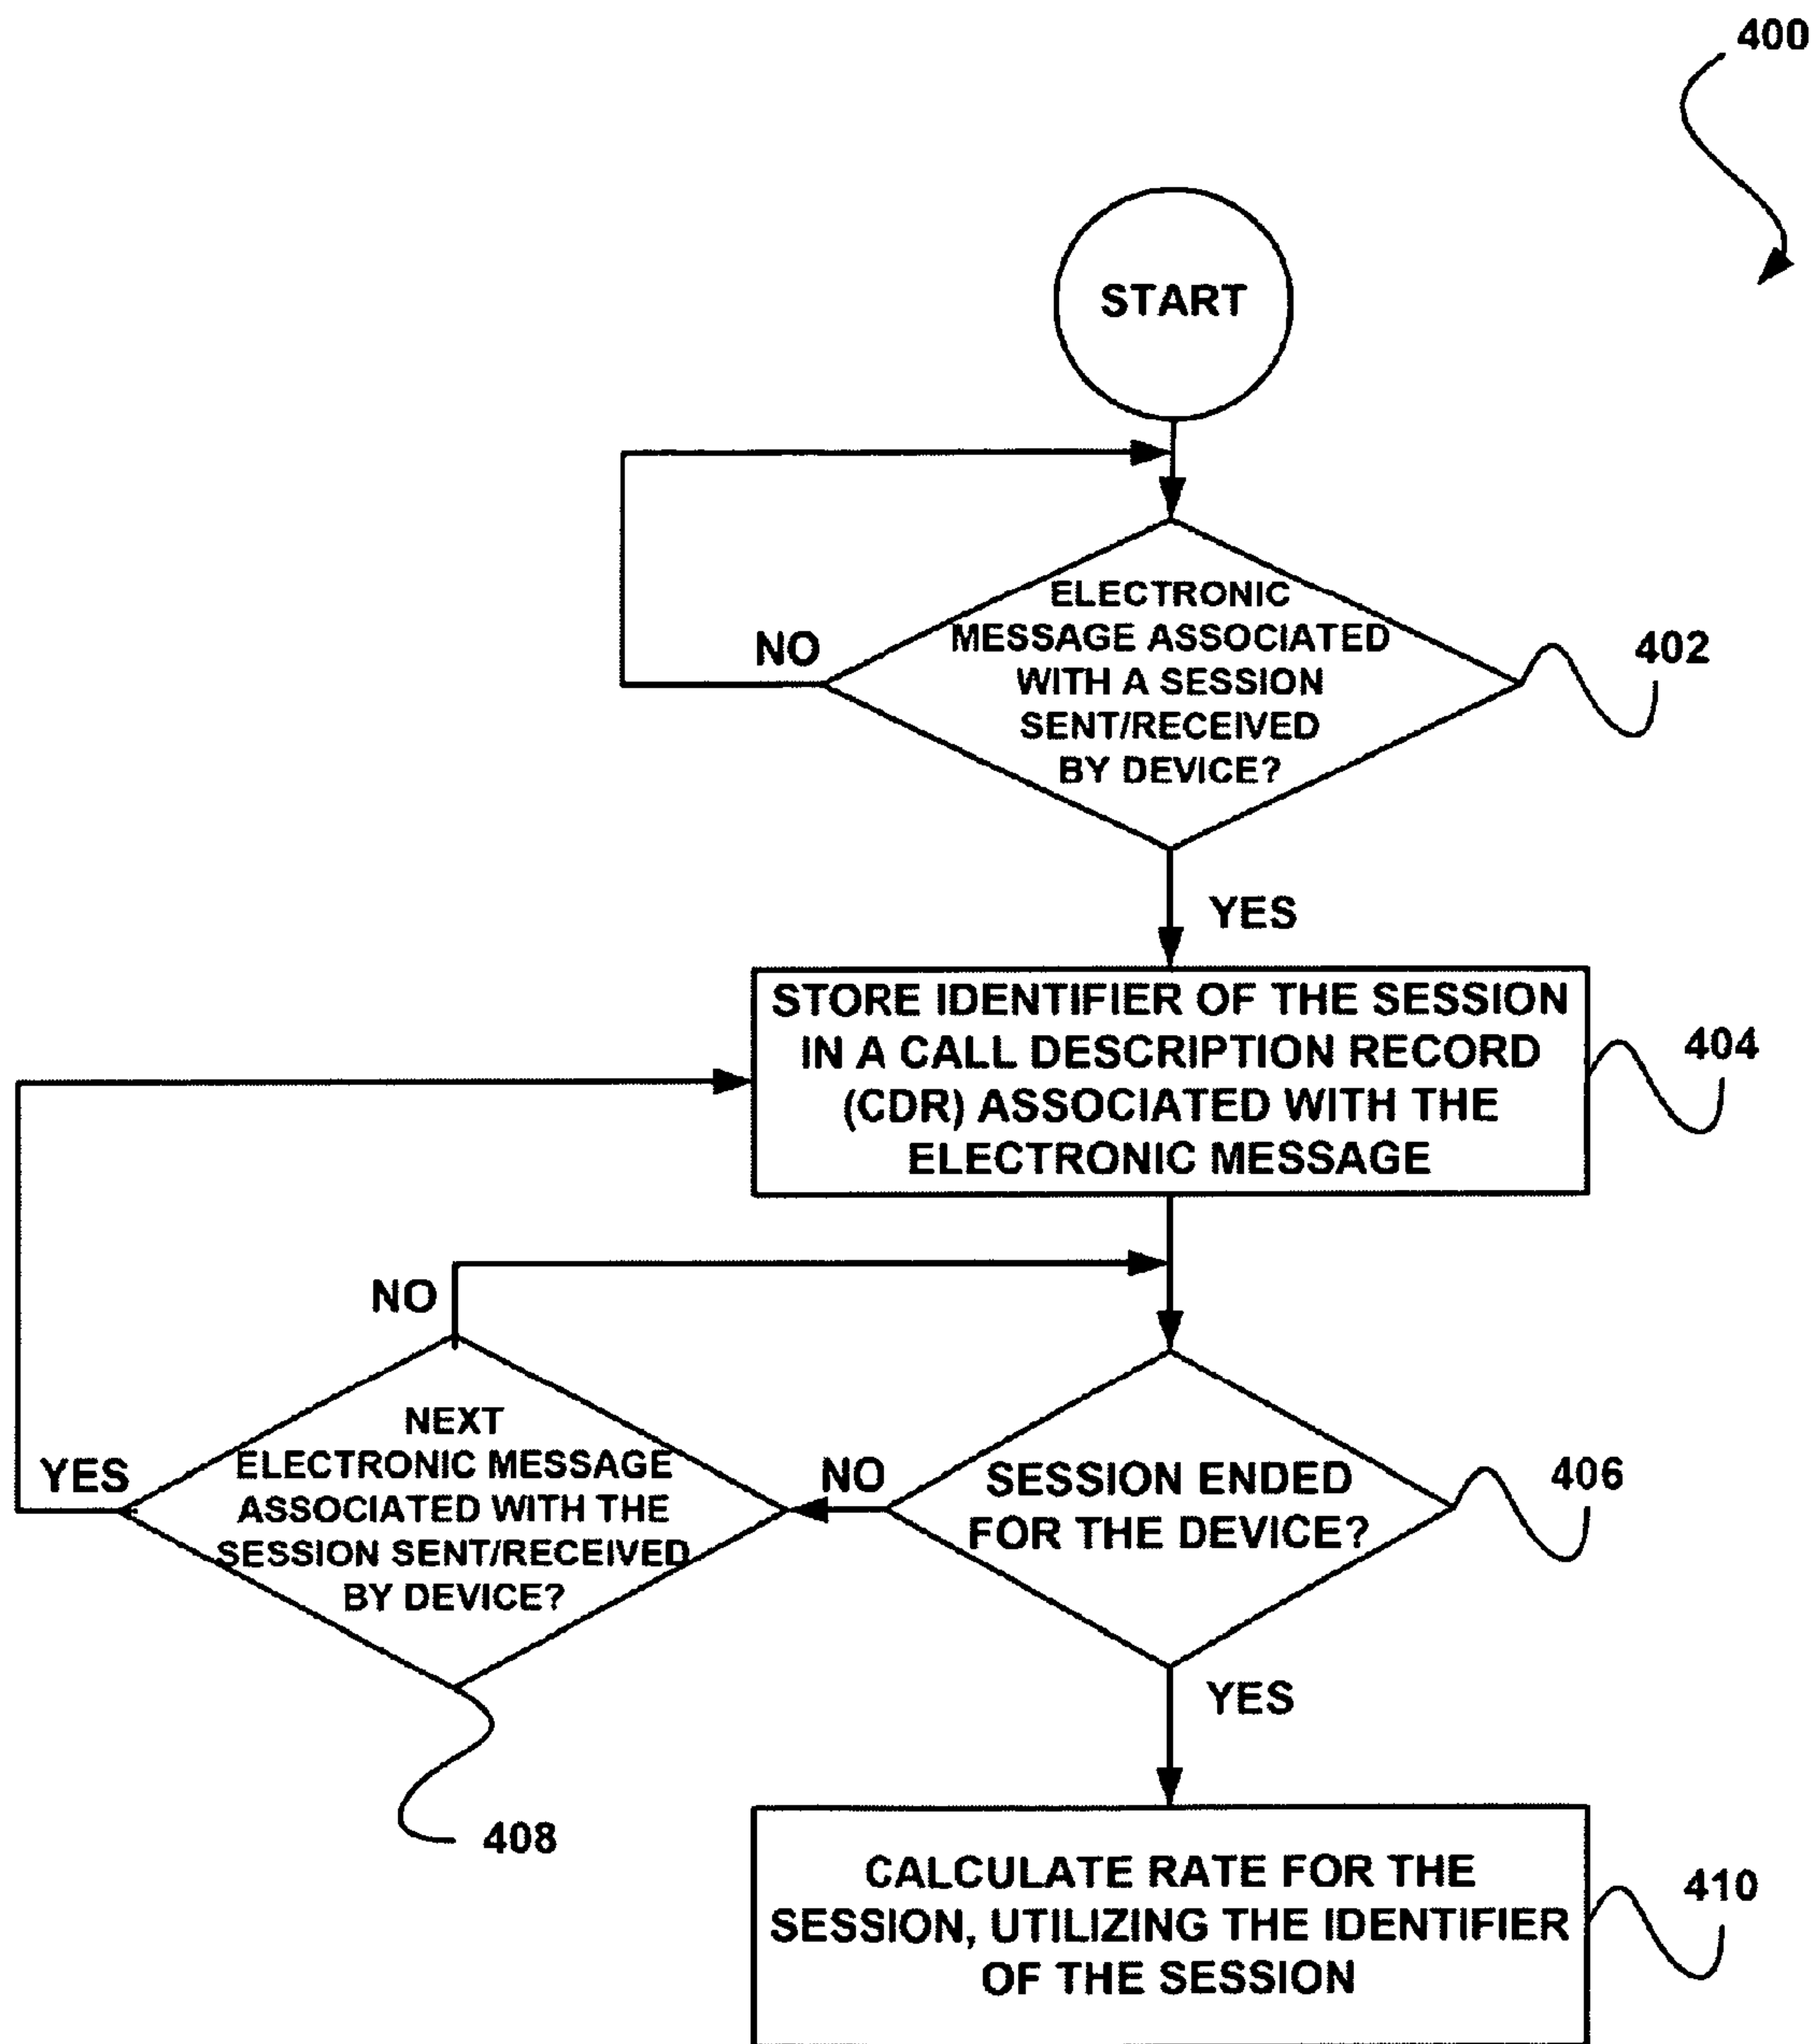 400
START
ELECTRONIC
MESSAGE ASSOCIATED
WITH A SESSION
SENT/RECEIVED
BY DEVICE?
NO
402
YES
STORE IDENTIFIER OF THE SESSION
IN A CALL DESCRIPTION RECORD
(CDR) ASSOCIATED WITH THE
ELECTRONIC MESSAGE
404
NO
NEXT
ELECTRONIC MESSAGE
ASSOCIATED WITH THE
SESSION SENT/RECEIVED
BY DEVICE?
YES
NO
SESSION ENDED
FOR THE DEVICE?
406
YES
408
CALCULATE RATE FOR THE
SESSION, UTILIZING THE IDENTIFIER
OF THE SESSION
410